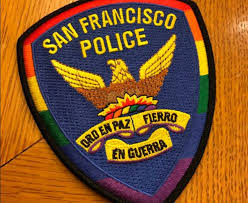 SAN FRANCISCO
POLICE
ORO EN PAZ FIERRO
EN GUERRA